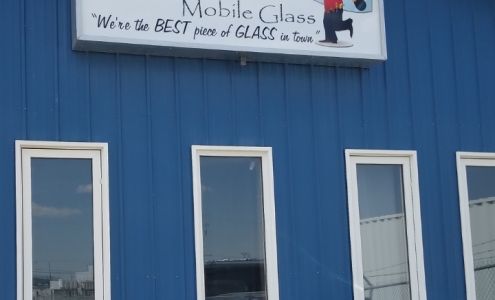 Mobile Glass
"We're the BEST piece of GLASS in town"